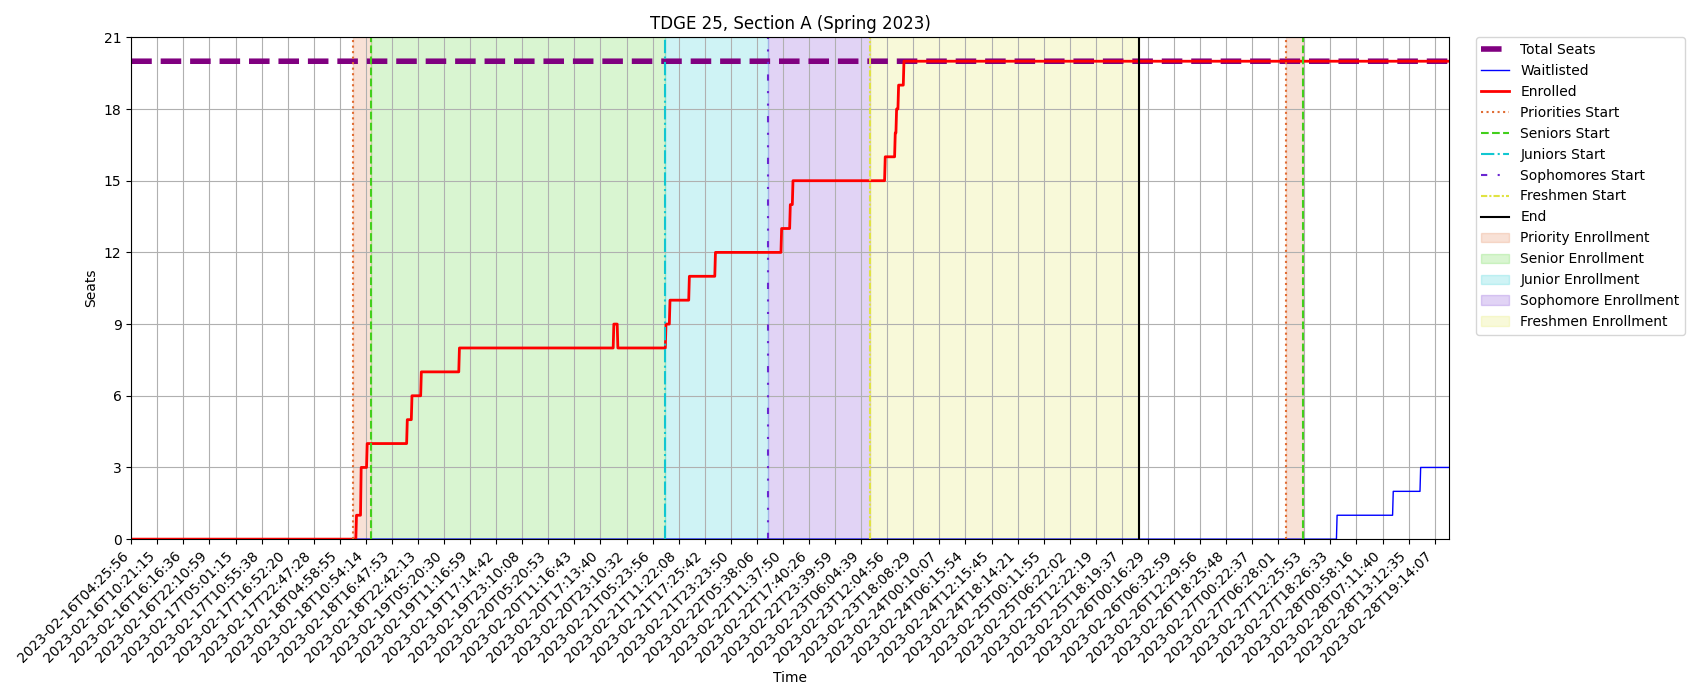 TDGE 25, Section A (Spring 2023)
21
18
15
12
9
6
3
0
Seats
2023-02-16T04:25:56
2023-02-16T10:21:15
2023-02-16T16:16:36
2023-02-16T22:10:59
2023-02-17T05:01:15
2023-02-17T10:55:38
2023-02-17T16:52:20
2023-02-17T22:47:28
2023-02-18T04:58:55
2023-02-18T10:54:14
2023-02-18T16:47:53
2023-02-18T22:42:13
2023-02-19T05:20:30
2023-02-19T11:16:59
2023-02-19T17:14:42
2023-02-19T23:10:08
2023-02-20T05:20:53
2023-02-20T11:16:43
2023-02-20T17:13:40
2023-02-20T23:10:32
2023-02-21T05:23:56
2023-02-21T11:22:08
2023-02-21T17:25:42
2023-02-21T23:23:50
2023-02-22T05:38:06
2023-02-22T11:37:50
2023-02-22T17:40:26
2023-02-22T23:39:59
2023-02-23T06:04:39
2023-02-23T12:04:56
2023-02-23T18:08:29
2023-02-24T00:10:07
2023-02-24T06:15:54
2023-02-24T12:15:45
2023-02-24T18:14:21
2023-02-25T00:11:55
2023-02-25T06:22:02
2023-02-25T12:22:19
2023-02-25T18:19:37
2023-02-26T00:16:29
2023-02-26T06:32:59
2023-02-26T12:29:56
2023-02-26T18:25:48
2023-02-27T00:22:37
2023-02-27T06:28:01
2023-02-27T12:25:53
2023-02-27T18:26:33
2023-02-28T00:58:16
2023-02-28T07:11:40
2023-02-28T13:12:35
2023-02-28T19:14:07
Time
Total Seats
Waitlisted
Enrolled
Priorities Start
Seniors Start
Juniors Start
Sophomores Start
Freshmen Start
End
Priority Enrollment
Senior Enrollment
Junior Enrollment
Sophomore Enrollment
Freshmen Enrollment